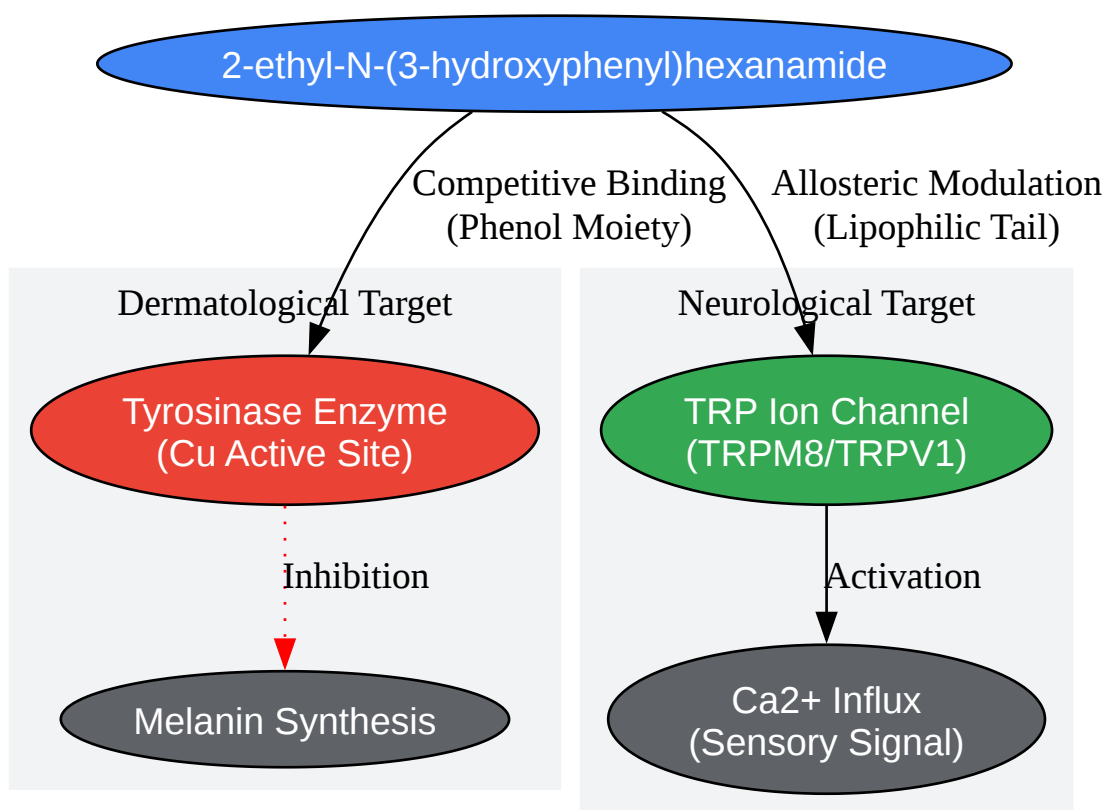 2-ethyl-N-(3-hydroxyphenyl)hexanamide
Competitive Binding
(Phenol Moiety)
Allosteric Modulation
(Lipophilic Tail)
Dermatological Target
Neurological Target
Tyrosinase Enzyme
(Cu Active Site)
TRP Ion Channel
(TRPM8/TRPV1)
Inhibition
Activation
Melanin Synthesis
Ca2+ Influx
(Sensory Signal)